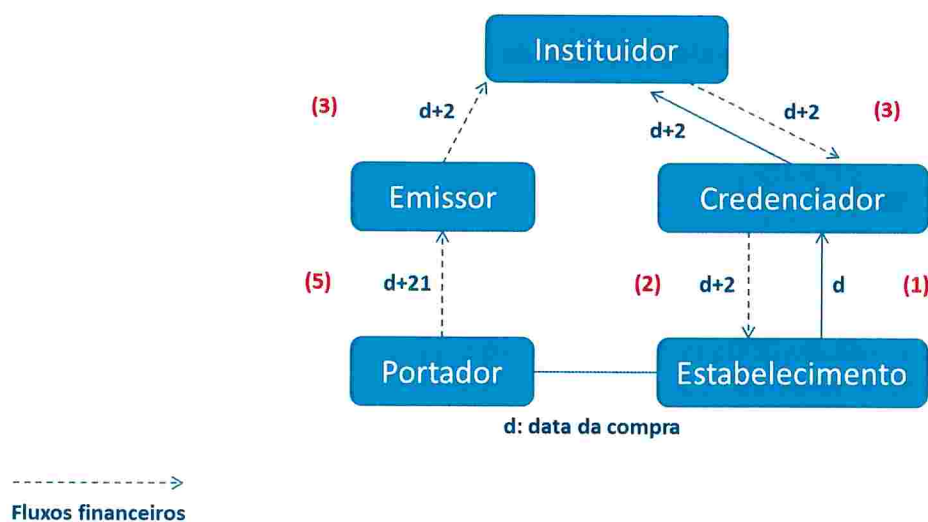 Instituidor
(3)
d+2
d+2
d+2
(3)
Emissor
Credenciador
(5)
d+21
(2)
d+2
d
(1)
Portador
Estabelecimento
d: data da compra
Fluxos financeiros